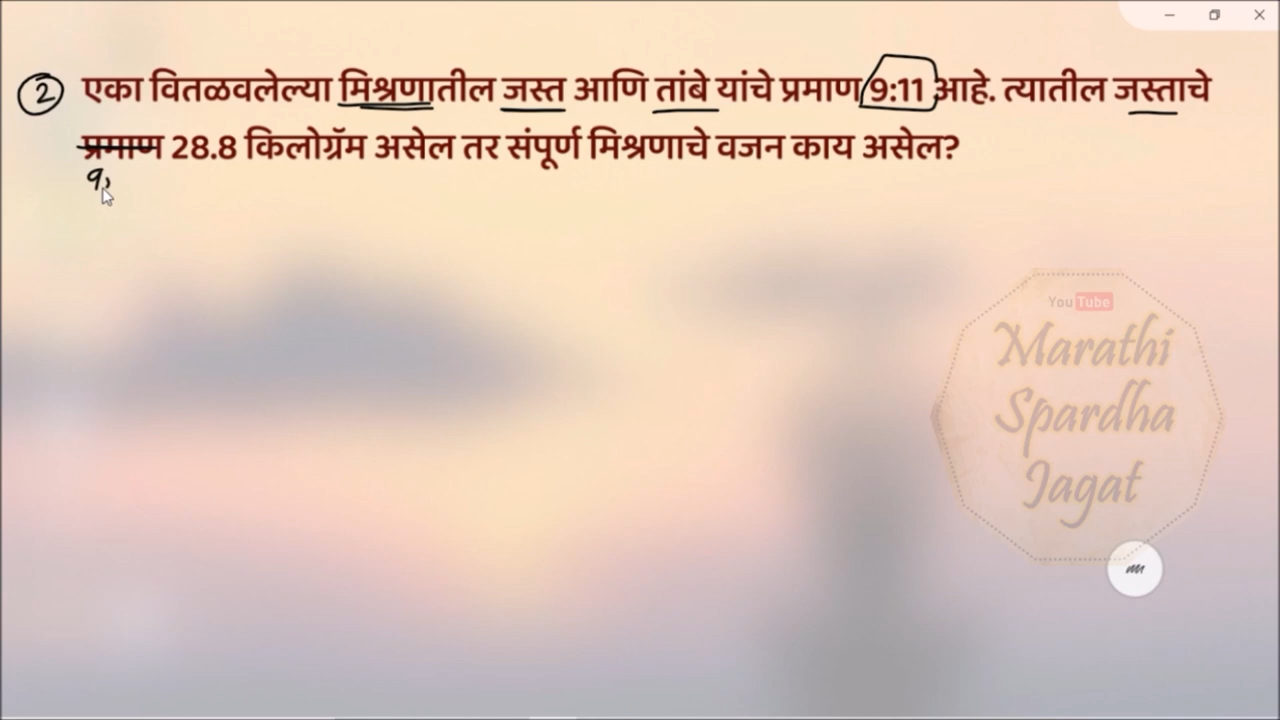 ② एका वितळवलेल्या मिश्रणातील जस्त आणि तांबे यांचे प्रमाण 9:11 आहे. त्यातील जस्ताचे
प्रमाण 28.8 किलोग्रॅम असेल तर संपूर्ण मिश्रणाचे वजन काय असेल?
YouTube
Marathi
Spardha
Jagat